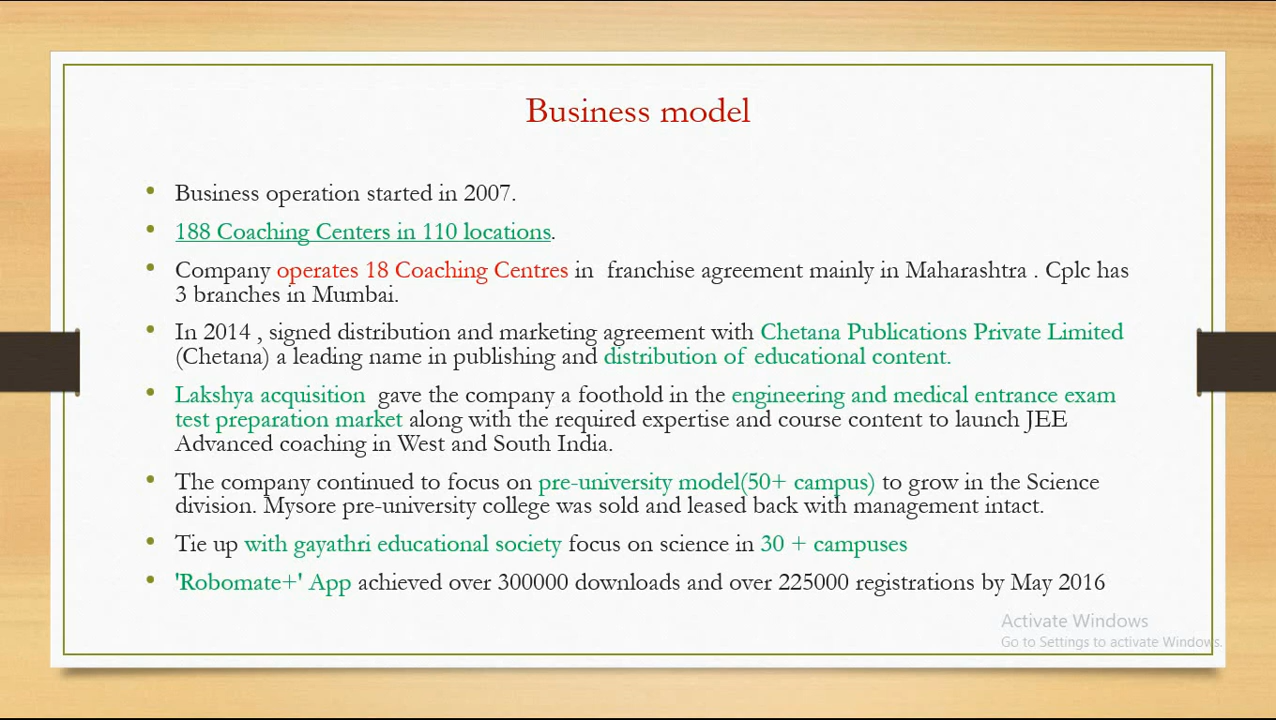 Business model
Business operation started in 2007.
188 Coaching Centers in 110 locations.
Company operates 18 Coaching Centres in franchise agreement mainly in Maharashtra . Cplc has
3 branches in Mumbai.
In 2014 , signed distribution and marketing agreement with Chetana Publications Private Limited
(Chetana) a leading name in publishing and distribution of educational content.
Lakshya acquisition gave the company a foothold in the engineering and medical entrance exam
test preparation market along with the required expertise and course content to launch JEE
Advanced coaching in West and South India.
The company continued to focus on pre-university model(50+ campus) to grow in the Science
division. Mysore pre-university college was sold and leased back with management intact.
Tie up with gayathri educational society focus on science in 30 + campuses
'Robomate+' App achieved over 300000 downloads and over 225000 registrations by May 2016
Activate Windows
Go to Settings to activate Windows.